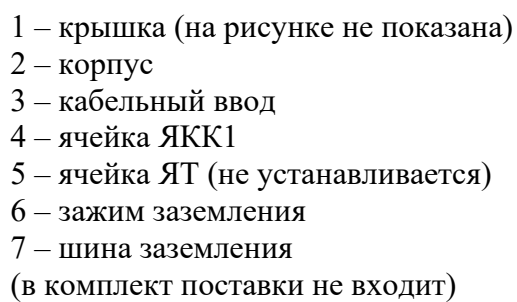 1 – крышка (на рисунке не показана)
2 – корпус
3 – кабельный ввод
4 – ячейка ЯКК1
5 – ячейка ЯТ (не устанавливается)
6 – зажим заземления
7 – шина заземления
(в комплект поставки не входит)